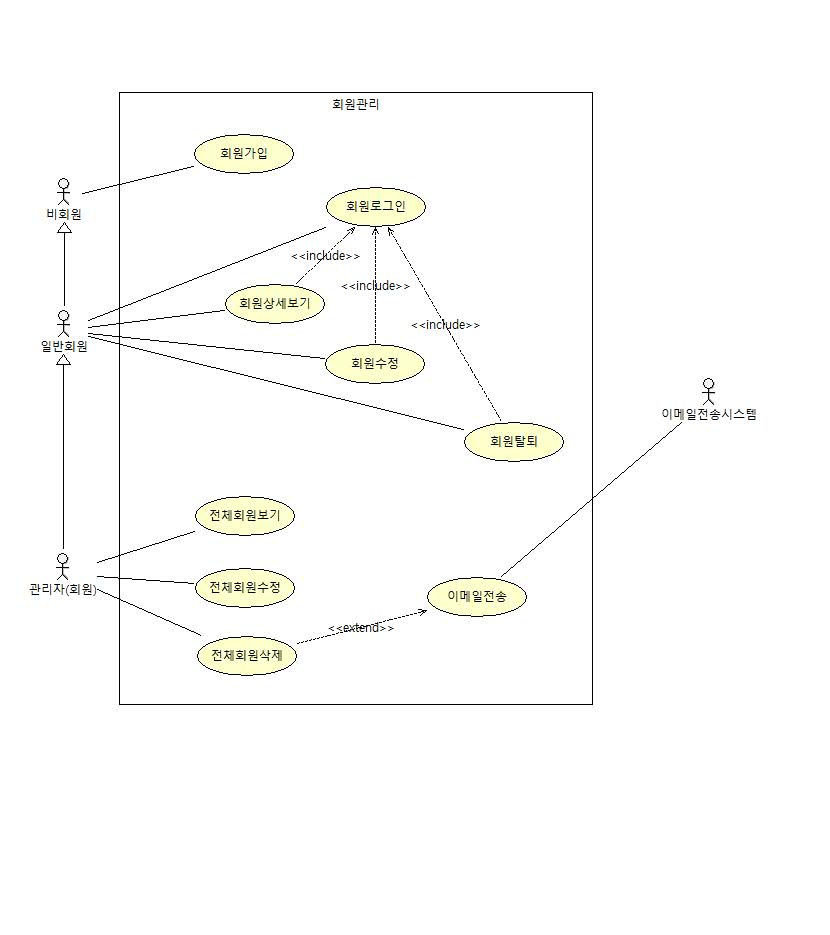 회원관리
회원가입
비회원
회원로그인
<<include>>
<<include>>
회원상세보기
<<include>>
일반회원
회원수정
이메일전송시스템
회원탈퇴
전체회원보기
관리자(회원)
전체회원수정
이메일전송
<<extend>>
전체회원삭제